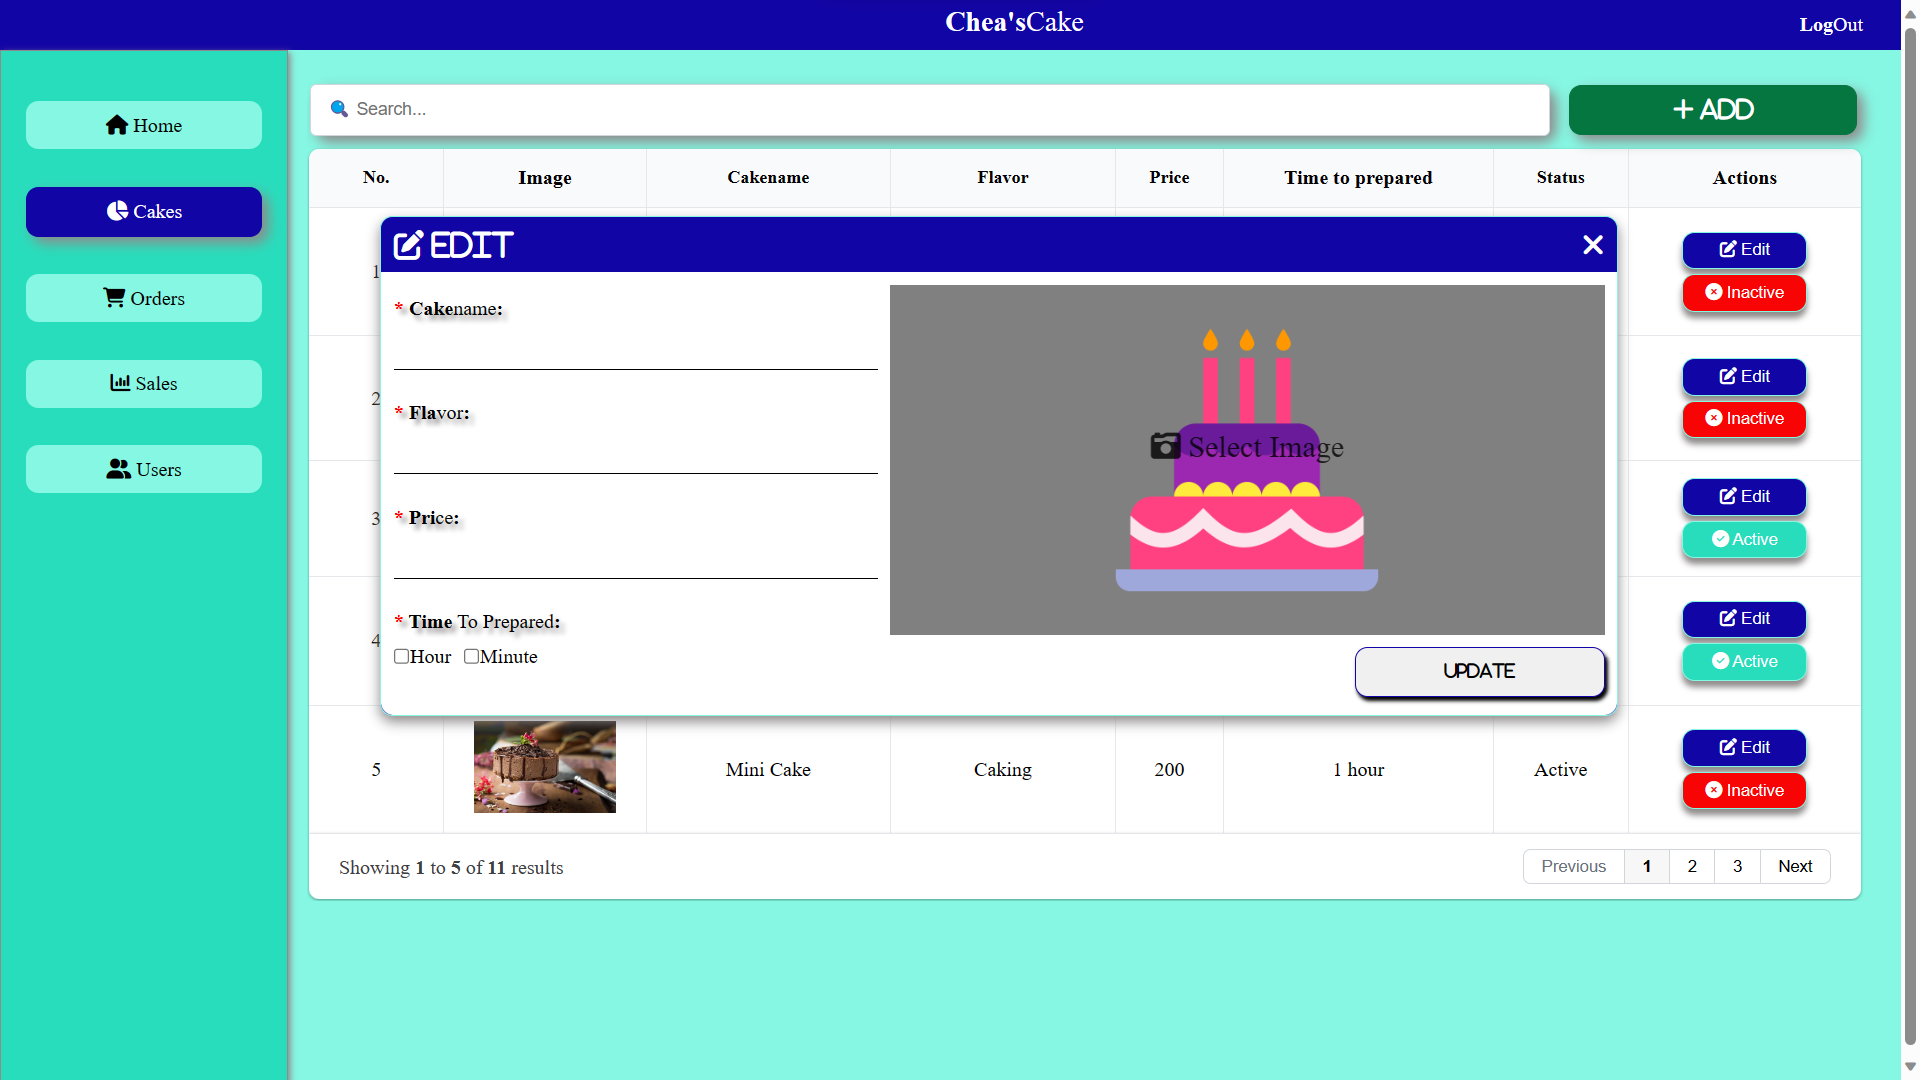 Chea'sCake
LogOut
Home
Cakes
Orders
Sales
Users
Search...
+ ADD
No. Image Cakename Flavor Price Time to prepared Status Actions
1 Edit
Inactive
2 Edit
Inactive
3 Edit
Active
4 Edit
Active
EDIT
* Cakename:
* Flavor:
* Price:
* Time To Prepared:
Hour Minute
Select Image
UPDATE
5 Mini Cake Caking 200 1 hour Active Edit
Inactive
Showing 1 to 5 of 11 results
Previous 1 2 3 Next